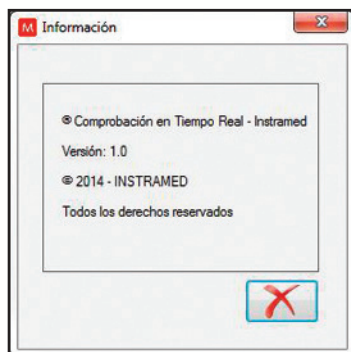 M Información
® Comprobación en Tiempo Real - Instramed
Versión: 1.0
© 2014 - INSTRAMED
Todos los derechos reservados